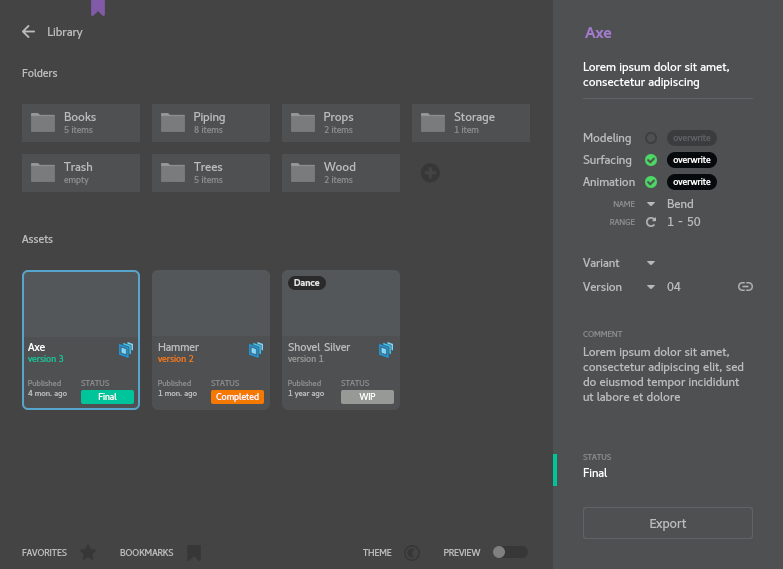 Library
Folders
Books
5 items
Piping
8 items
Props
2 items
Storage
1 item
Trash
empty
Trees
5 items
Wood
2 items
Assets
Axe
version 3
Published
4 mon. ago
STATUS
Final
Hammer
version 2
Published
1 mon. ago
STATUS
Completed
Dance
Shovel Silver
version 1
Published
1 year ago
STATUS
WIP
FAVORITES
BOOKMARKS
THEME
PREVIEW
Axe
Lorem ipsum dolor sit amet,
consectetur adipiscing
Modeling overwrite
Surfacing overwrite
Animation overwrite
NAME Bend
RANGE 1 - 50
Variant
Version 04
COMMENT
Lorem ipsum dolor sit amet,
consectetur adipiscing elit, sed
do eiusmod tempor incididunt
ut labore et dolore
STATUS
Final
Export